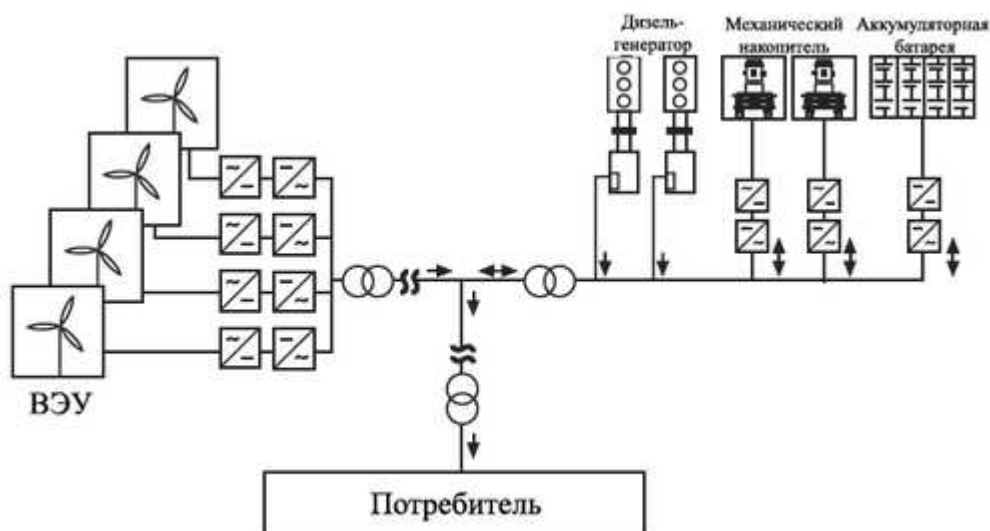 Дизель-
генератор
Механический
накопитель
Аккумуляторная
батарея
ВЭУ
Потребитель